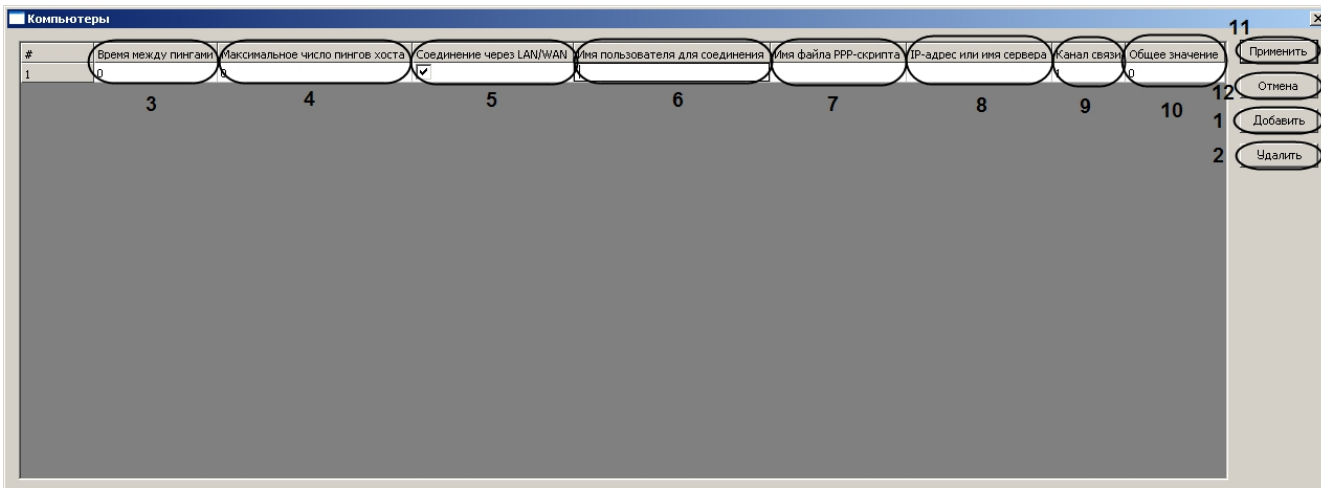 Компьютеры
11
# Время между пингами Максимальное число пингов хоста Соединение через LAN/WAN Имя пользователя для соединения Имя файла PPP-скрипта IP-адрес или имя сервера Канал связи Общее значение Применить
1 0 0 1 0
3 4 5 6 7 8 9 10 12 Отмена
1 Добавить
2 Удалить